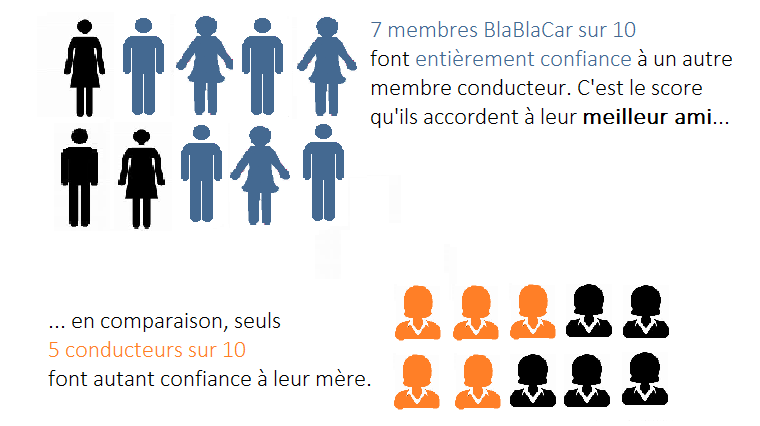 7 membres BlaBlaCar sur 10
font entièrement confiance à un autre
membre conducteur. C'est le score
qu'ils accordent à leur meilleur ami...
... en comparaison, seuls
5 conducteurs sur 10
font autant confiance à leur mère.